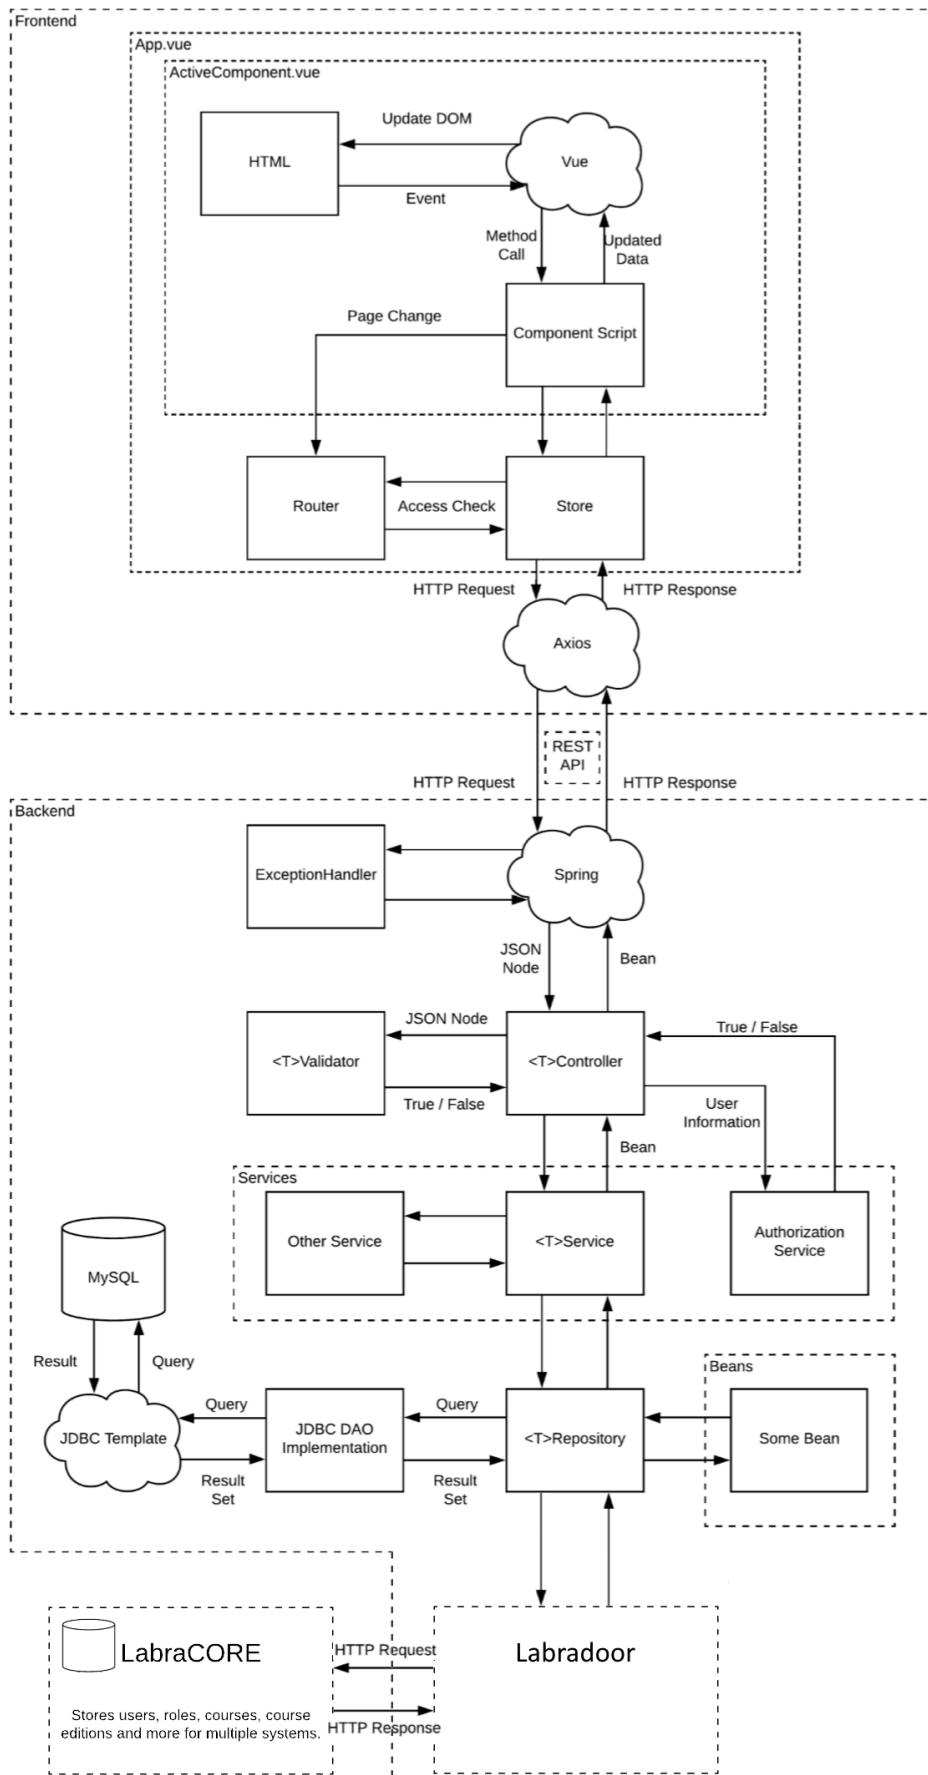 Frontend
App.vue
ActiveComponent.vue
Update DOM
HTML
Vue
Event
Method
Call
Updated
Data
Page Change
Component Script
Router
Access Check
Store
HTTP Request
HTTP Response
Axios
REST
API
HTTP Request
HTTP Response
Backend
ExceptionHandler
Spring
JSON
Node
Bean
JSON Node
True / False
<T>Validator
<T>Controller
True / False
User
Information
Bean
Services
Other Service
<T>Service
Authorization
Service
MySQL
Result
Query
Beans
Query
Query
JDBC Template
JDBC DAO
Implementation
<T>Repository
Some Bean
Result
Set
Result
Set
LabraCORE
HTTP Request
Labradoor
Stores users, roles, courses, course
editions and more for multiple systems.
HTTP Response